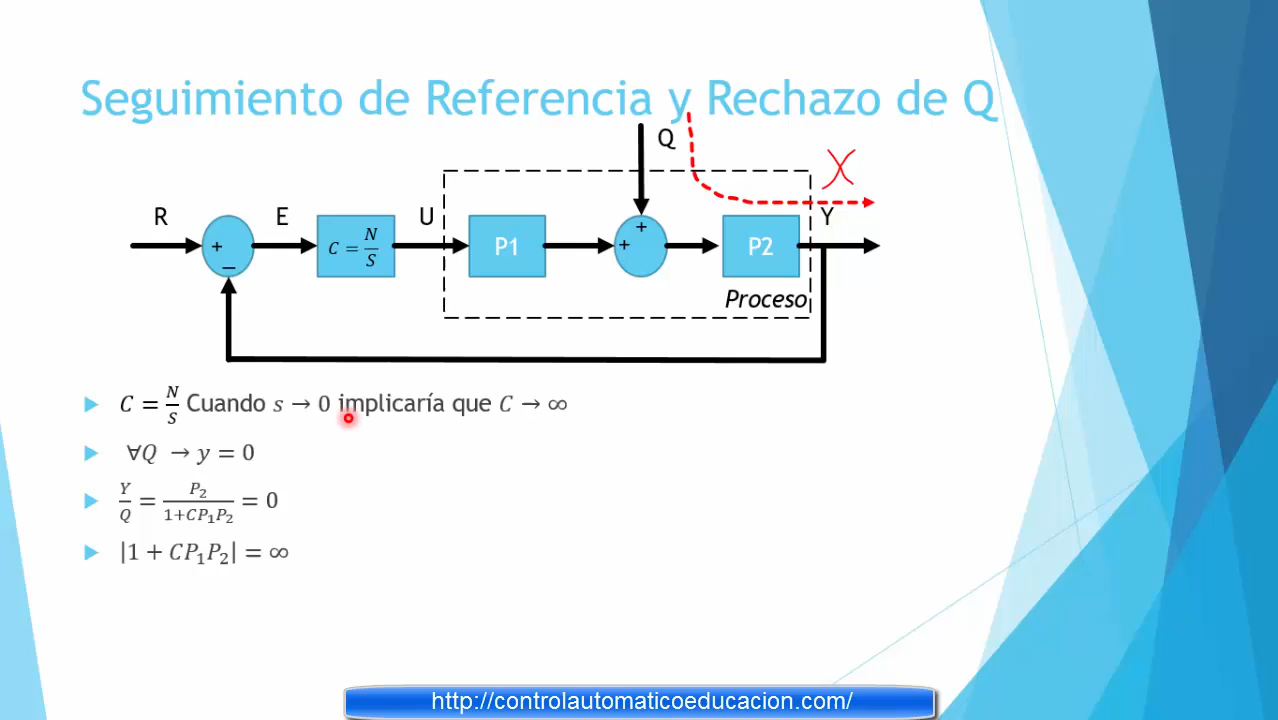 Seguimiento de Referencia y Rechazo de Q
Q
X
R
E
U
Y
+
−
C = N/S
P1
+
+
P2
Proceso
C = N/S Cuando s → 0 implicaría que C → ∞
∀Q → y = 0
Y/Q = P₂/(1+CP₁P₂) = 0
|1 + CP₁P₂| = ∞
http://controlautomaticoeducacion.com/